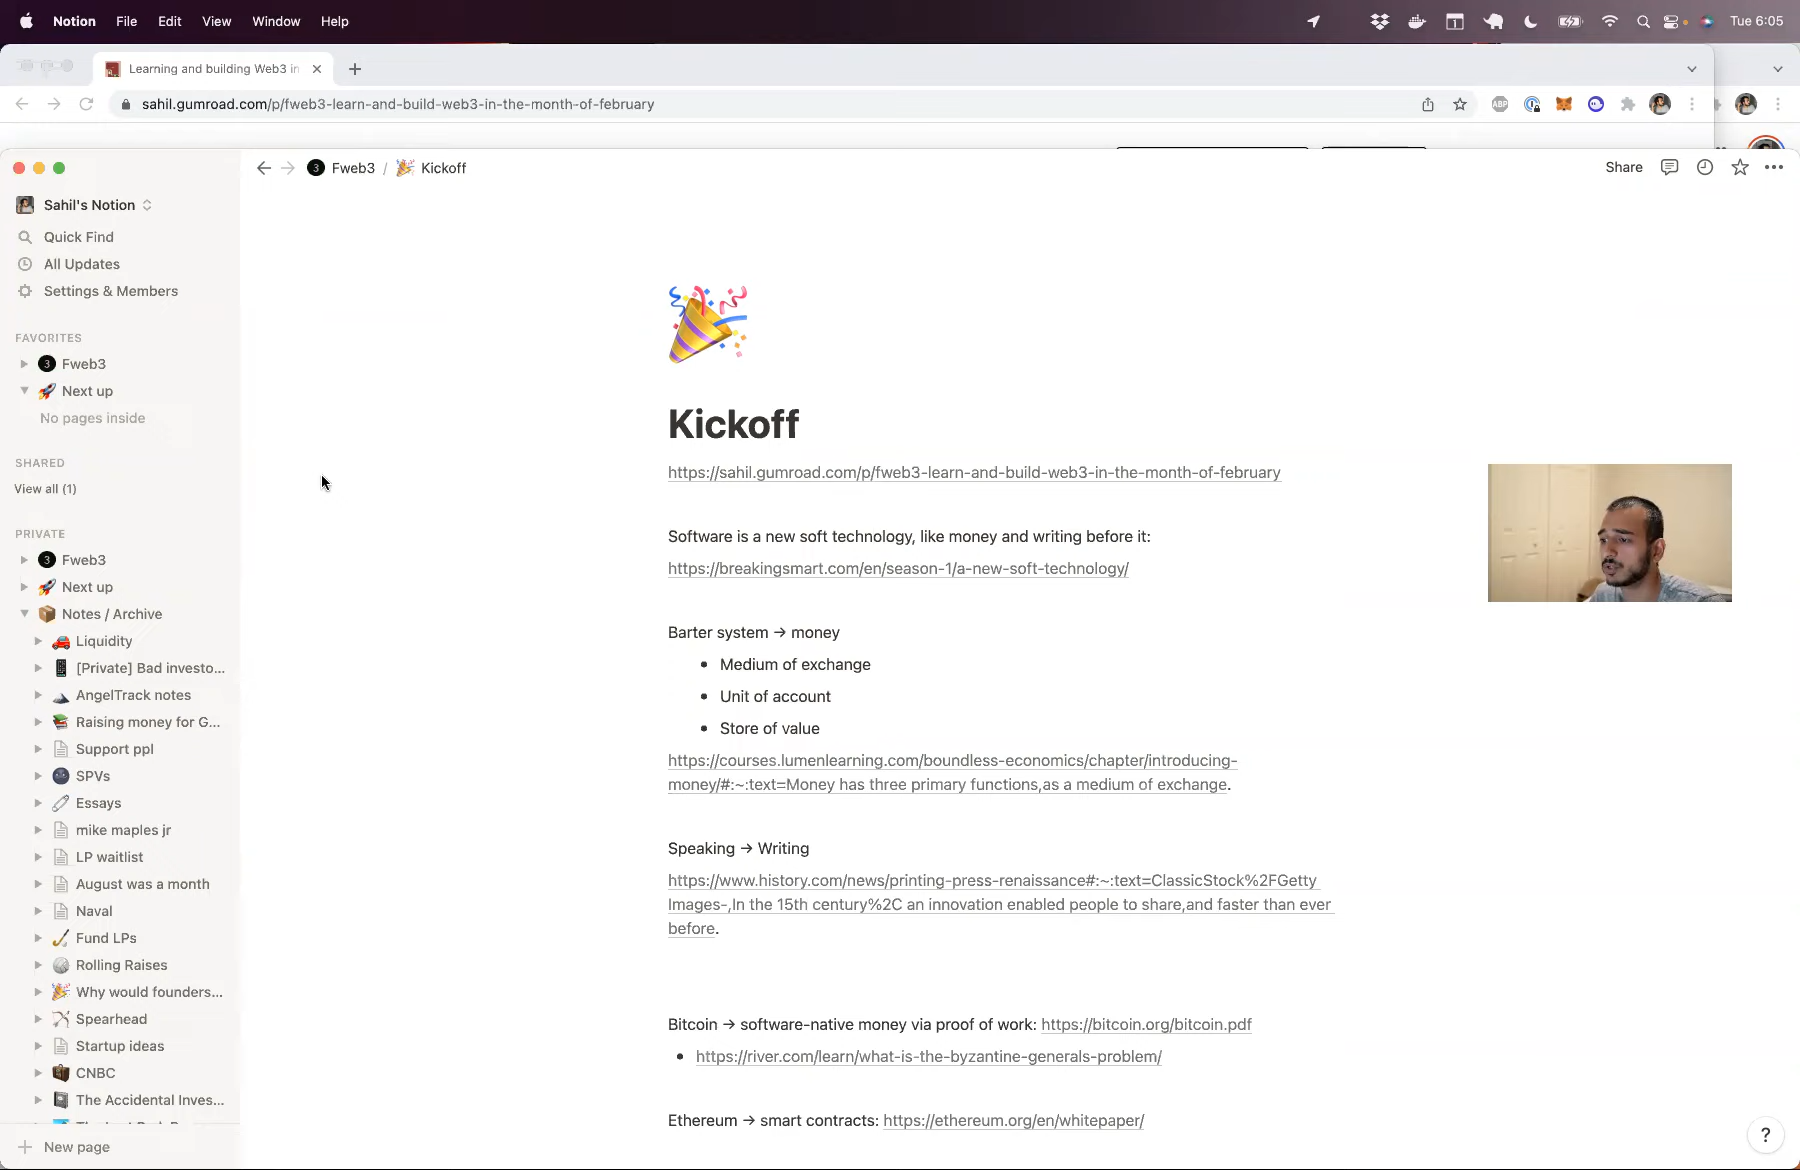 Notion File Edit View Window Help
1
Tue 6:05
Learning and building Web3 in
sahil.gumroad.com/p/fweb3-learn-and-build-web3-in-the-month-of-february
ABP
3 Fweb3 / Kickoff
Share
Sahil's Notion
Quick Find
All Updates
Settings & Members
FAVORITES
3 Fweb3
Next up
No pages inside
SHARED
View all (1)
PRIVATE
3 Fweb3
Next up
Notes / Archive
Liquidity
[Private] Bad investo...
AngelTrack notes
Raising money for G...
Support ppl
SPVs
Essays
mike maples jr
LP waitlist
August was a month
Naval
Fund LPs
Rolling Raises
Why would founders...
Spearhead
Startup ideas
CNBC
The Accidental Inves...
New page
Kickoff
https://sahil.gumroad.com/p/fweb3-learn-and-build-web3-in-the-month-of-february
Software is a new soft technology, like money and writing before it:
https://breakingsmart.com/en/season-1/a-new-soft-technology/
Barter system → money
• Medium of exchange
• Unit of account
• Store of value
https://courses.lumenlearning.com/boundless-economics/chapter/introducing-
money/#:~:text=Money has three primary functions,as a medium of exchange.
Speaking → Writing
https://www.history.com/news/printing-press-renaissance#:~:text=ClassicStock%2FGetty
Images-,In the 15th century%2C an innovation enabled people to share,and faster than ever
before.
Bitcoin → software-native money via proof of work: https://bitcoin.org/bitcoin.pdf
• https://river.com/learn/what-is-the-byzantine-generals-problem/
Ethereum → smart contracts: https://ethereum.org/en/whitepaper/
?